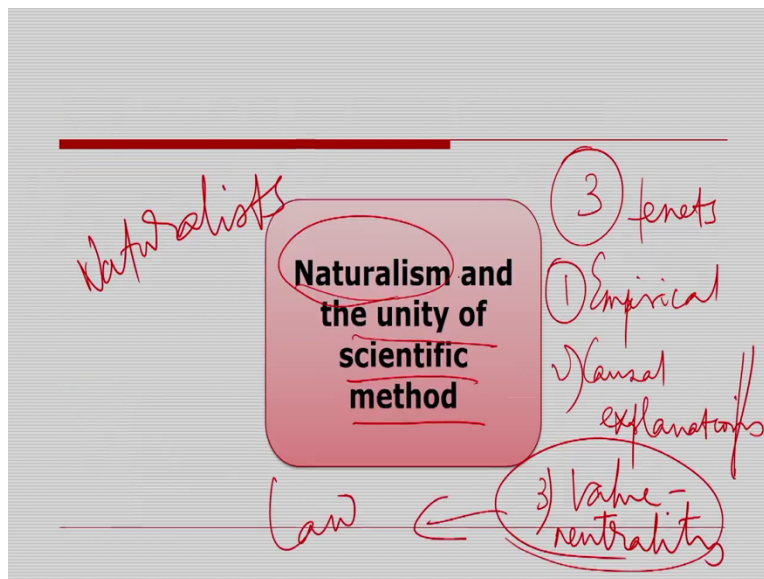 Naturalists
Naturalism and
the unity of
scientific
method
3 tenets
1 Empirical
2) Causal
explanations
3) Value-
neutrality
Law